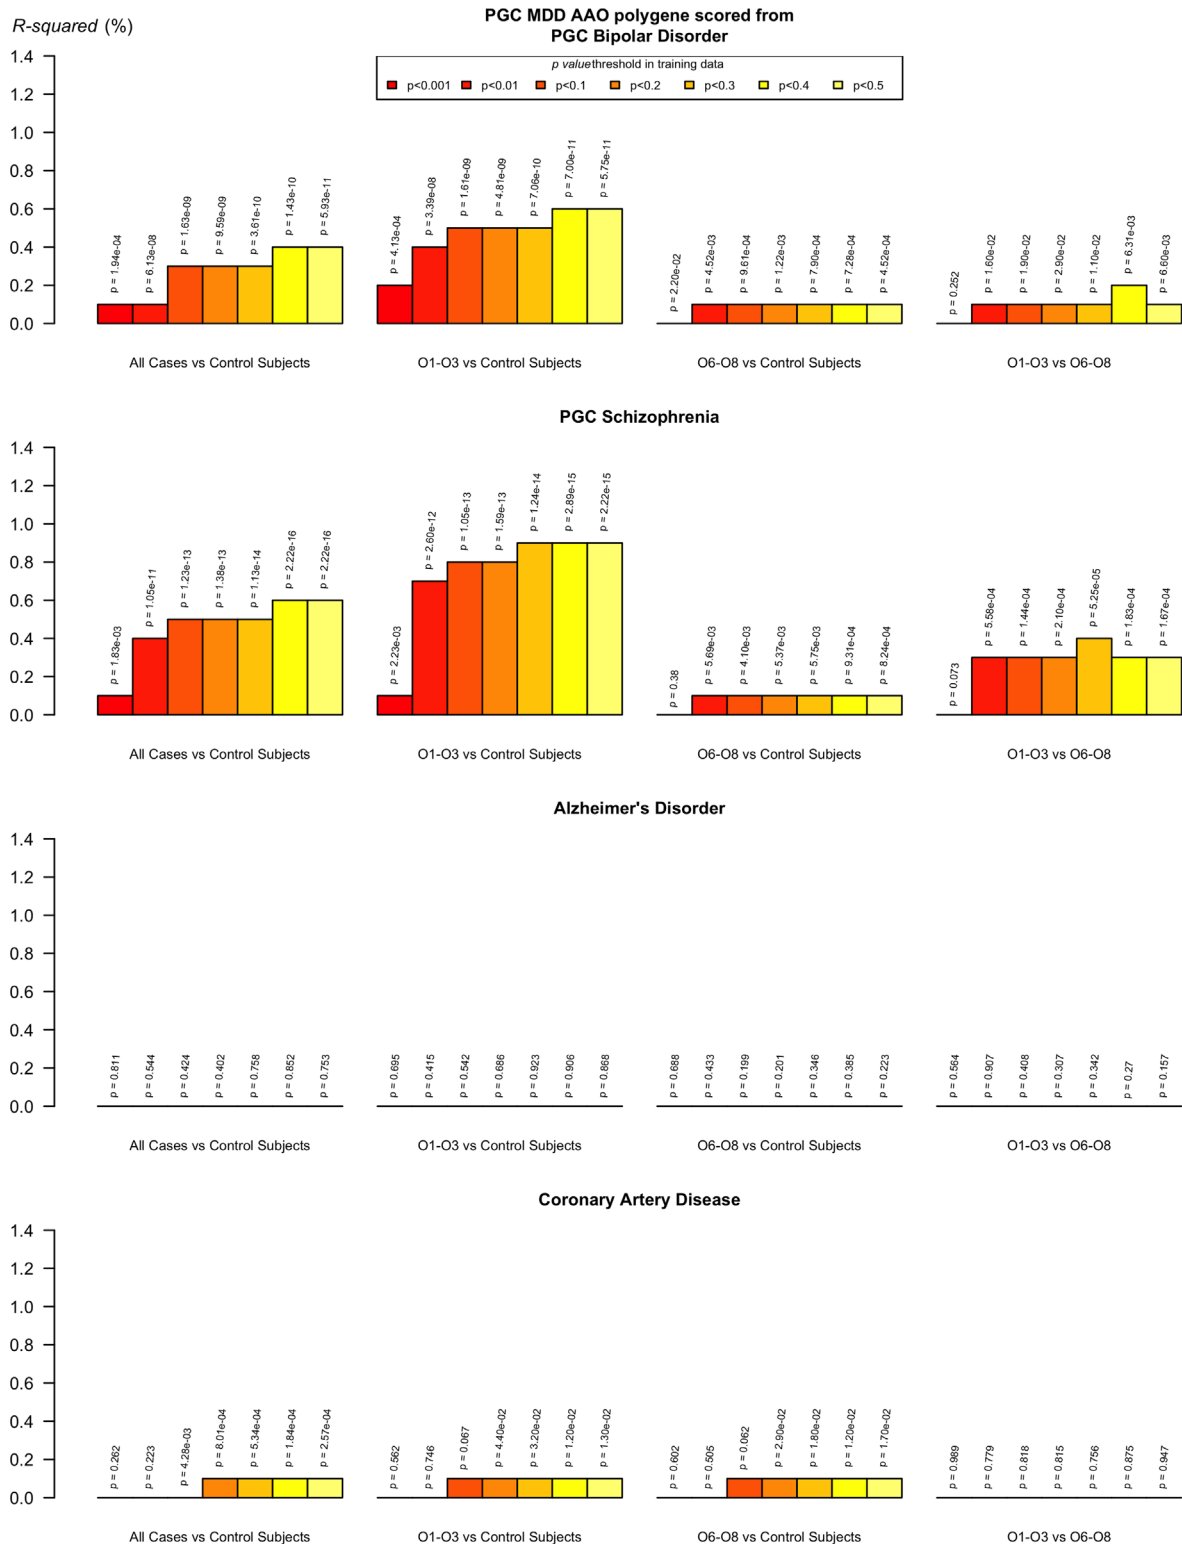 R-squared (%)
PGC MDD AAO polygene scored from
PGC Bipolar Disorder
p valuethreshold in training data
p<0.001 p<0.01 p<0.1 p<0.2 p<0.3 p<0.4 p<0.5
1.4
1.2
1.0
0.8
0.6
0.4
0.2
0.0
p = 1.94e-04
p = 6.13e-08
p = 1.63e-09
p = 9.59e-09
p = 3.61e-10
p = 1.43e-10
p = 5.93e-11
p = 4.13e-04
p = 3.39e-08
p = 1.61e-09
p = 4.81e-09
p = 7.06e-10
p = 7.00e-11
p = 5.75e-11
p = 2.20e-02
p = 4.52e-03
p = 9.61e-04
p = 1.22e-03
p = 7.90e-04
p = 7.28e-04
p = 4.52e-04
p = 0.252
p = 1.60e-02
p = 1.90e-02
p = 2.90e-02
p = 1.10e-02
p = 6.31e-03
p = 6.60e-03
All Cases vs Control Subjects
O1-O3 vs Control Subjects
O6-O8 vs Control Subjects
O1-O3 vs O6-O8
PGC Schizophrenia
1.4
1.2
1.0
0.8
0.6
0.4
0.2
0.0
p = 1.83e-03
p = 1.05e-11
p = 1.23e-13
p = 1.38e-13
p = 1.13e-14
p = 2.22e-16
p = 2.22e-16
p = 2.23e-03
p = 2.60e-12
p = 1.05e-13
p = 1.59e-13
p = 1.24e-14
p = 2.89e-15
p = 2.22e-15
p = 0.38
p = 5.69e-03
p = 4.10e-03
p = 5.37e-03
p = 5.75e-03
p = 9.31e-04
p = 8.24e-04
p = 0.073
p = 5.58e-04
p = 1.44e-04
p = 2.10e-04
p = 5.25e-05
p = 1.83e-04
p = 1.67e-04
All Cases vs Control Subjects
O1-O3 vs Control Subjects
O6-O8 vs Control Subjects
O1-O3 vs O6-O8
Alzheimer's Disorder
1.4
1.2
1.0
0.8
0.6
0.4
0.2
0.0
p = 0.811
p = 0.544
p = 0.424
p = 0.402
p = 0.758
p = 0.852
p = 0.753
p = 0.695
p = 0.415
p = 0.542
p = 0.686
p = 0.923
p = 0.906
p = 0.868
p = 0.688
p = 0.433
p = 0.199
p = 0.201
p = 0.346
p = 0.385
p = 0.223
p = 0.564
p = 0.907
p = 0.408
p = 0.307
p = 0.342
p = 0.27
p = 0.157
All Cases vs Control Subjects
O1-O3 vs Control Subjects
O6-O8 vs Control Subjects
O1-O3 vs O6-O8
Coronary Artery Disease
1.4
1.2
1.0
0.8
0.6
0.4
0.2
0.0
p = 0.262
p = 0.223
p = 4.28e-03
p = 8.01e-04
p = 5.34e-04
p = 1.84e-04
p = 2.57e-04
p = 0.562
p = 0.746
p = 0.067
p = 4.40e-02
p = 3.20e-02
p = 1.20e-02
p = 1.30e-02
p = 0.602
p = 0.505
p = 0.062
p = 2.90e-02
p = 1.80e-02
p = 1.20e-02
p = 1.70e-02
p = 0.989
p = 0.779
p = 0.818
p = 0.815
p = 0.756
p = 0.875
p = 0.947
All Cases vs Control Subjects
O1-O3 vs Control Subjects
O6-O8 vs Control Subjects
O1-O3 vs O6-O8